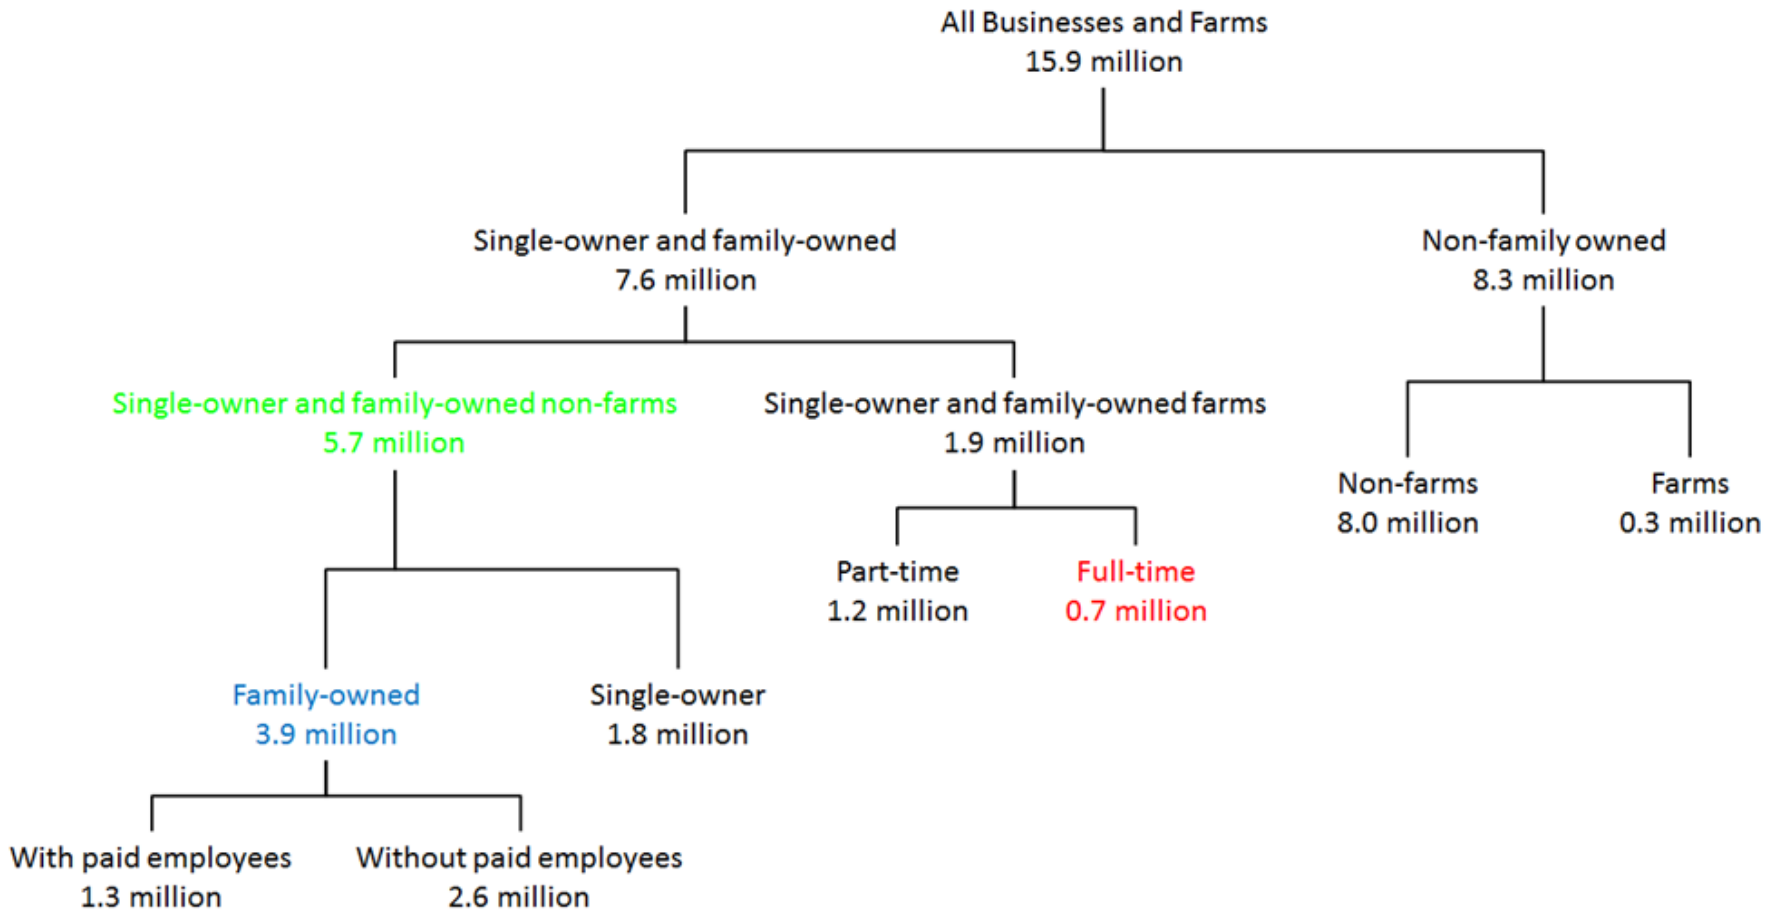 All Businesses and Farms
15.9 million
Single-owner and family-owned
7.6 million
Non-family owned
8.3 million
Single-owner and family-owned non-farms
5.7 million
Single-owner and family-owned farms
1.9 million
Non-farms
8.0 million
Farms
0.3 million
Part-time
1.2 million
Full-time
0.7 million
Family-owned
3.9 million
Single-owner
1.8 million
With paid employees
1.3 million
Without paid employees
2.6 million